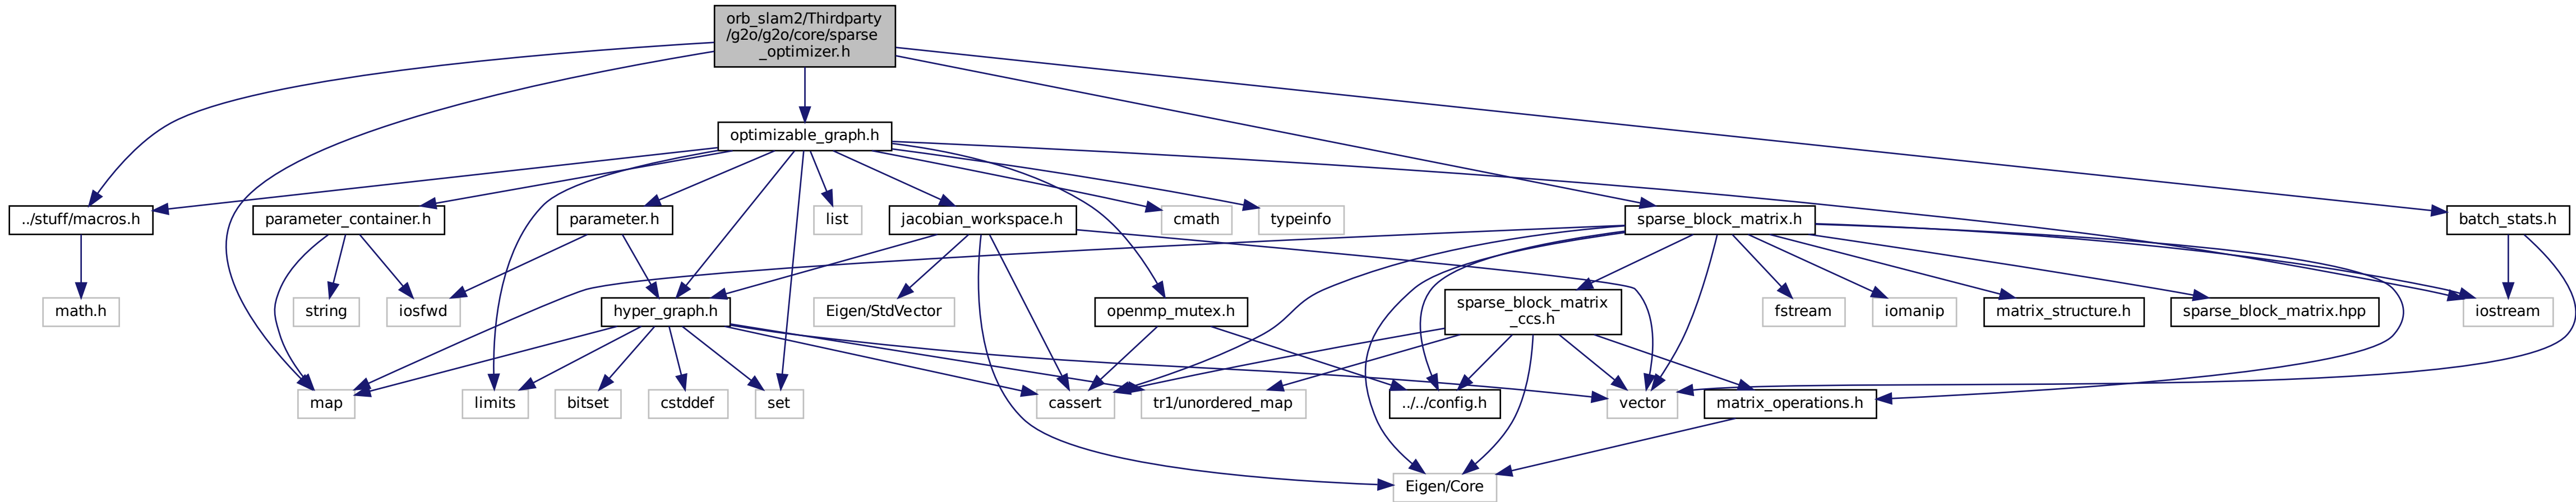 orb_slam2/Thirdparty
/g2o/g2o/core/sparse
_optimizer.h
optimizable_graph.h
../stuff/macros.h
parameter_container.h
parameter.h
list
jacobian_workspace.h
cmath
typeinfo
sparse_block_matrix.h
batch_stats.h
math.h
string
iosfwd
hyper_graph.h
Eigen/StdVector
openmp_mutex.h
sparse_block_matrix
_ccs.h
fstream
iomanip
matrix_structure.h
sparse_block_matrix.hpp
iostream
map
limits
bitset
cstddef
set
cassert
tr1/unordered_map
../../config.h
vector
matrix_operations.h
Eigen/Core